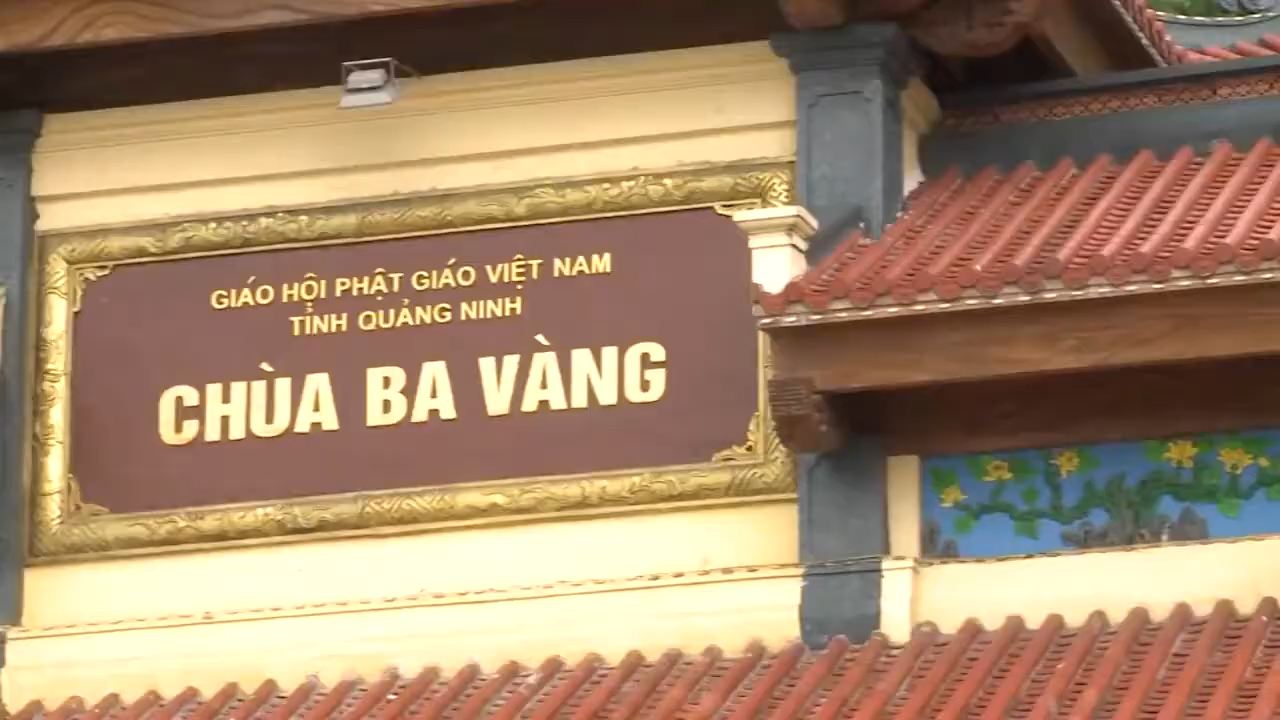 GIÁO HỘI PHẬT GIÁO VIỆT NAM
TỈNH QUẢNG NINH
CHÙA BA VÀNG